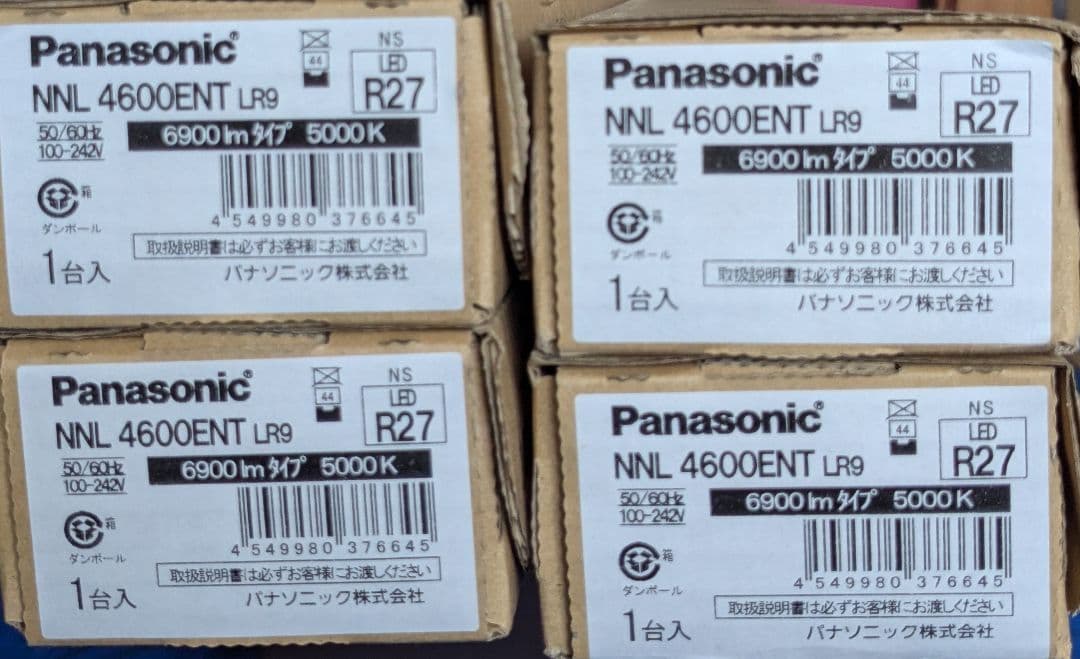 Panasonic®
NS
44
LED
R27
NNL 4600ENT LR9
50/60Hz
100-242V
6900 lm タイプ 5000K
箱
ダンボール
4 549980 376645
取扱説明書は必ずお客様にお渡しください
1台入
パナソニック株式会社
Panasonic®
NS
44
LED
R27
NNL 4600ENT LR9
50/60Hz
100-242V
6900 lm タイプ 5000K
箱
ダンボール
4 549980 376645
取扱説明書は必ずお客様にお渡しください
1台入
パナソニック株式会社
Panasonic®
NS
44
LED
R27
NNL 4600ENT LR9
50/60Hz
100-242V
6900 lm タイプ 5000K
箱
ダンボール
4 549980 376645
取扱説明書は必ずお客様にお渡しください
1台入
パナソニック株式会社
Panasonic®
NS
44
LED
R27
NNL 4600ENT LR9
50/60Hz
100-242V
6900 lm タイプ 5000K
箱
ダンボール
4 549980 376645
取扱説明書は必ずお客様にお渡しください
1台入
パナソニック株式会社